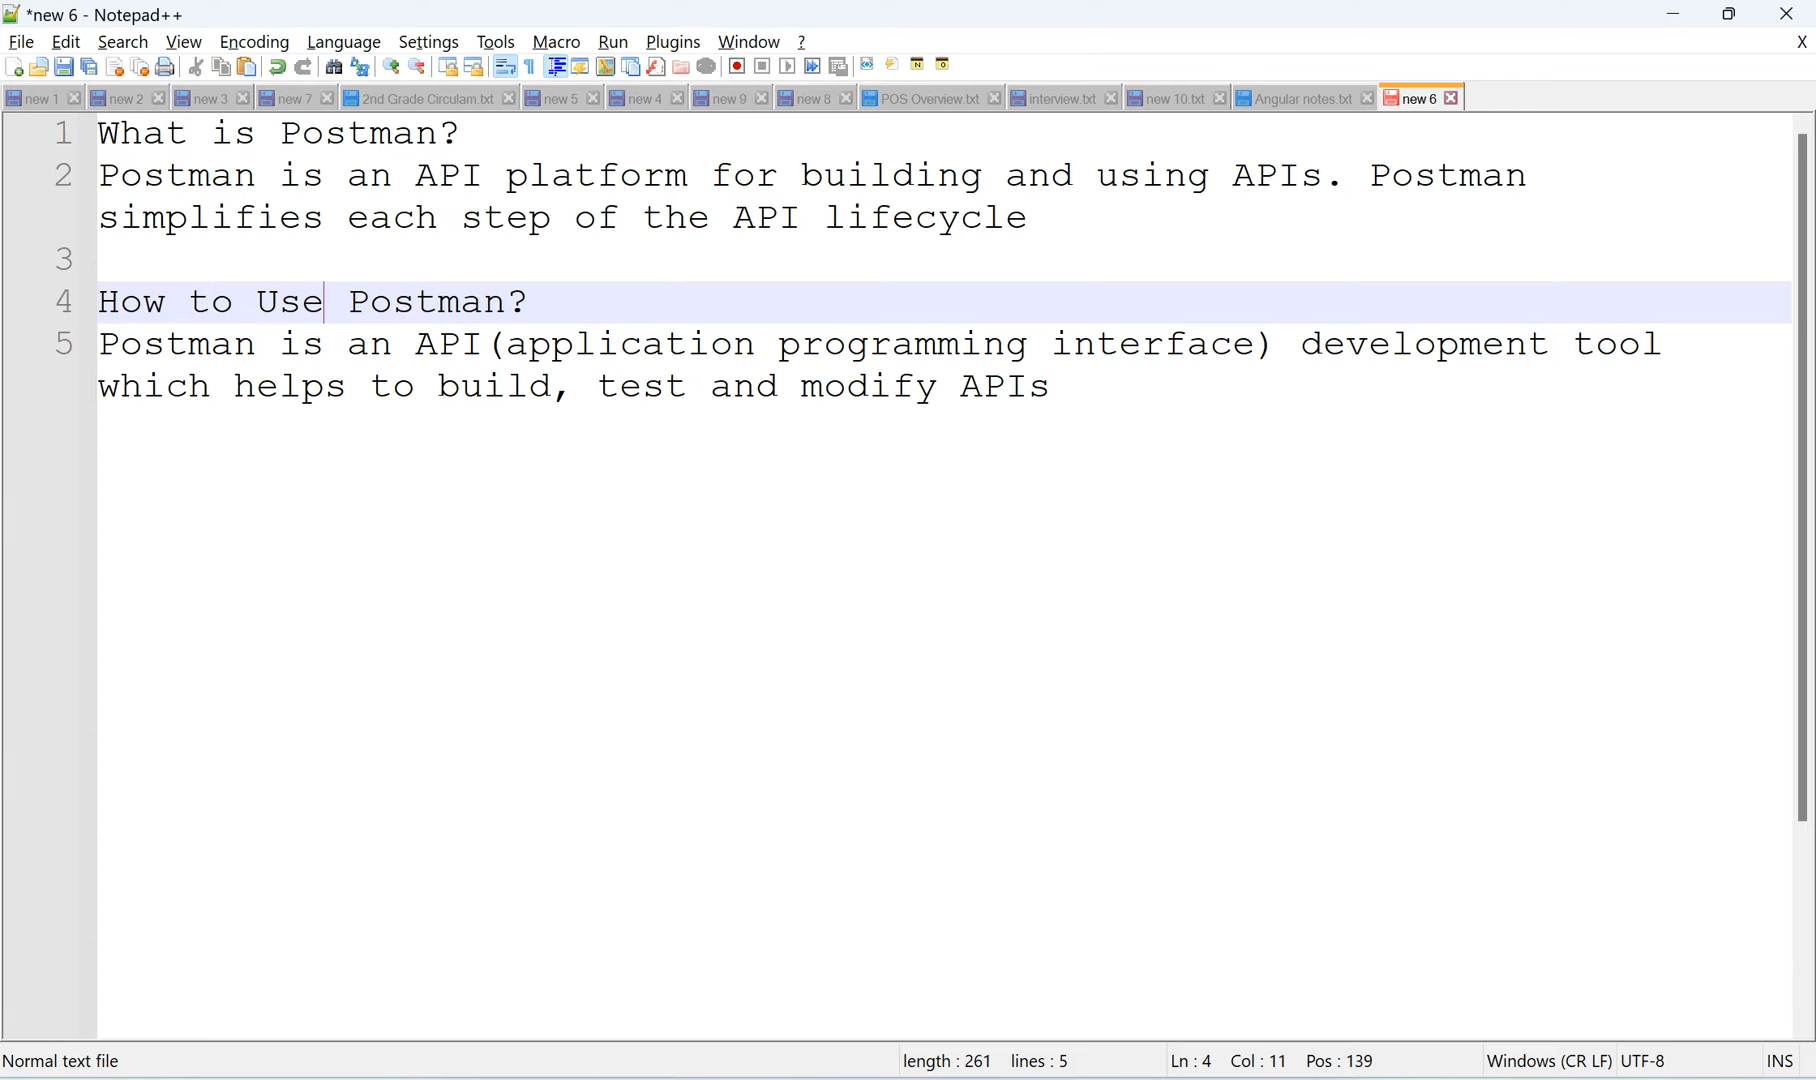 *new 6 - Notepad++
File Edit Search View Encoding Language Settings Tools Macro Run Plugins Window ? X
new 1 new 2 new 3 new 7 2nd Grade Circulam.txt new 5 new 4 new 9 new 8 POS Overview.txt interview.txt new 10.txt Angular notes.txt new 6
1 What is Postman?
2 Postman is an API platform for building and using APIs. Postman
simplifies each step of the API lifecycle
3
4 How to Use Postman?
5 Postman is an API(application programming interface) development tool
which helps to build, test and modify APIs
Normal text file length : 261 lines : 5 Ln : 4 Col : 11 Pos : 139 Windows (CR LF) UTF-8 INS